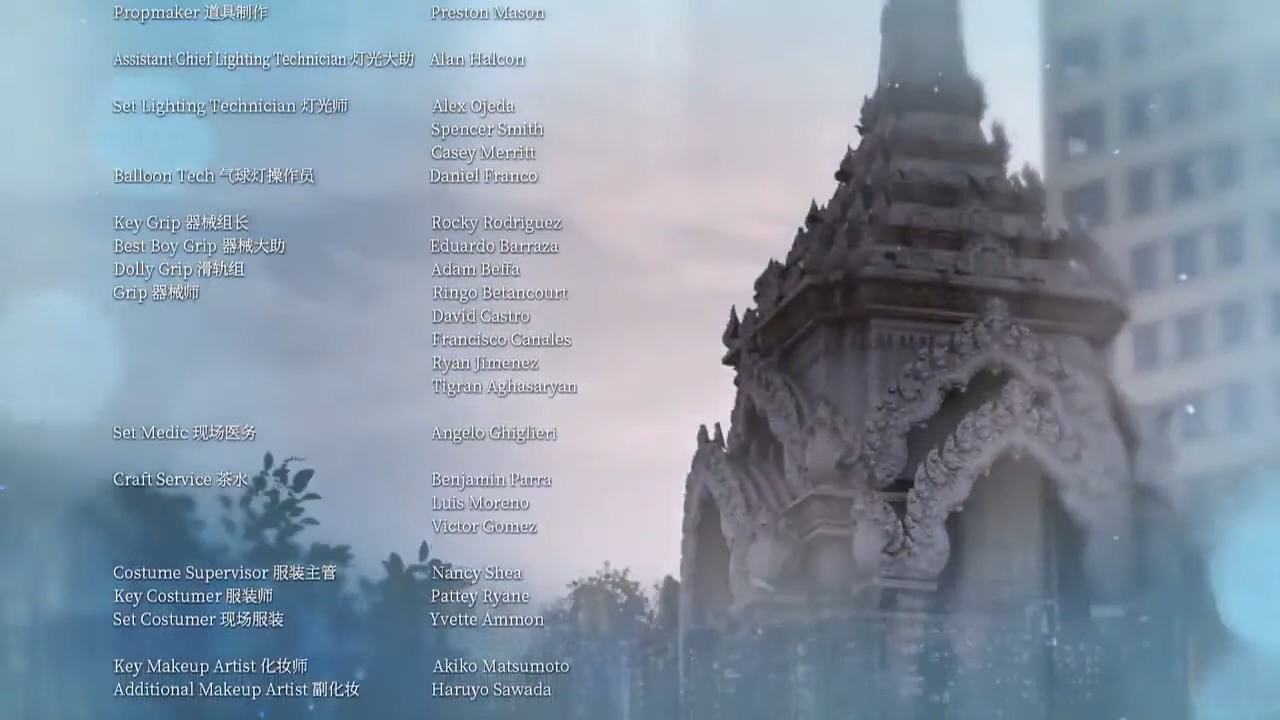 Propmaker 道具制作 Preston Mason
Assistant Chief Lighting Technician 灯光大助 Alan Halcon
Set Lighting Technician 灯光师 Alex Ojeda
Spencer Smith
Casey Merritt
Balloon Tech 气球灯操作员 Daniel Franco
Key Grip 器械组长 Rocky Rodriguez
Best Boy Grip 器械大助 Eduardo Barraza
Dolly Grip 滑轨组 Adam Beffa
Grip 器械师 Ringo Betancourt
David Castro
Francisco Canales
Ryan Jimenez
Tigran Aghasaryan
Set Medic 现场医务 Angelo Ghiglieri
Craft Service 茶水 Benjamin Parra
Luis Moreno
Victor Gomez
Costume Supervisor 服装主管 Nancy Shea
Key Costumer 服装师 Pattey Ryane
Set Costumer 现场服装 Yvette Ammon
Key Makeup Artist 化妆师 Akiko Matsumoto
Additional Makeup Artist 副化妆 Haruyo Sawada